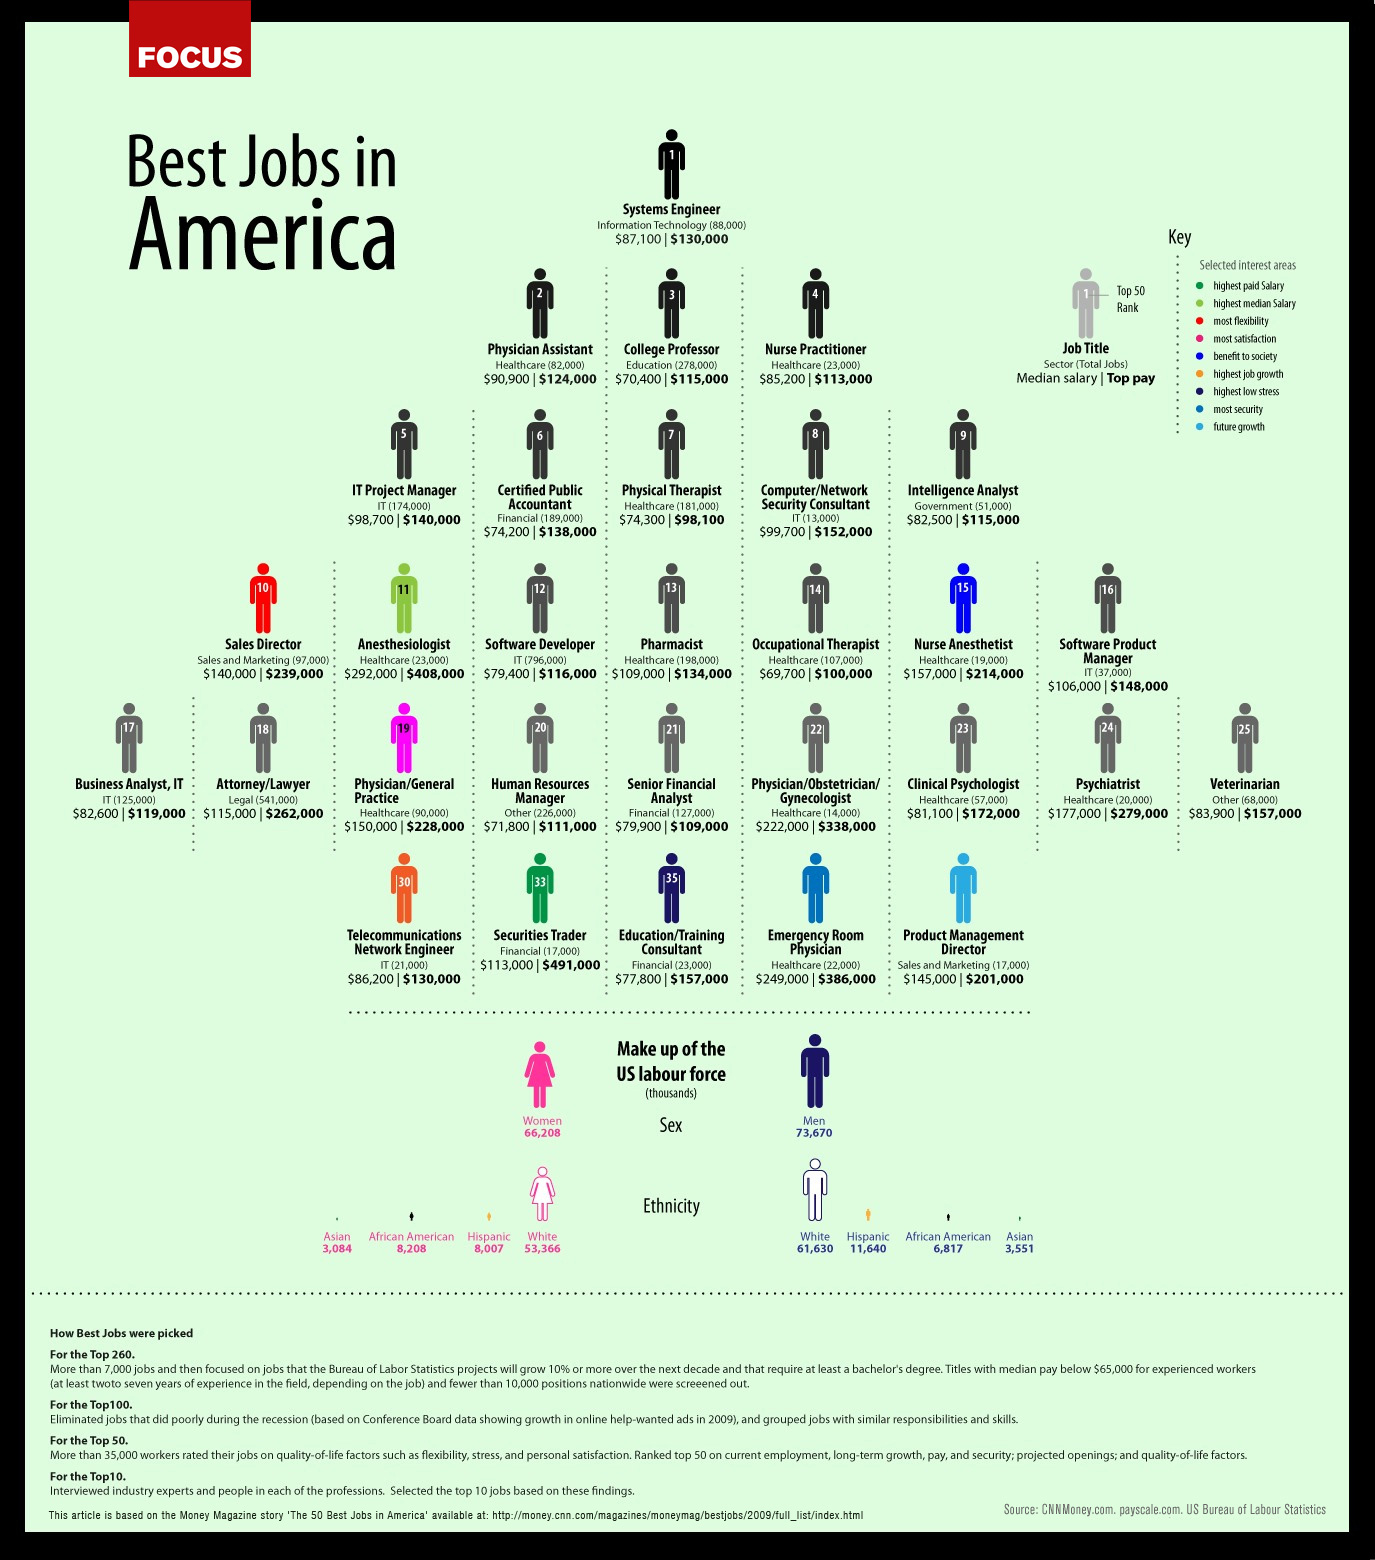 FOCUS
Best Jobs in
America
1
Systems Engineer
Information Technology (88,000)
$87,100 | $130,000
Key
Selected interest areas
highest paid Salary
highest median Salary
most flexibility
most satisfaction
benefit to society
highest job growth
highest low stress
most security
future growth
1
Top 50
Rank
Job Title
Sector (Total Jobs)
Median salary | Top pay
2
Physician Assistant
Healthcare (82,000)
$90,900 | $124,000
3
College Professor
Education (278,000)
$70,400 | $115,000
4
Nurse Practitioner
Healthcare (23,000)
$85,200 | $113,000
5
IT Project Manager
IT (174,000)
$98,700 | $140,000
6
Certified Public
Accountant
Financial (189,000)
$74,200 | $138,000
7
Physical Therapist
Healthcare (181,000)
$74,300 | $98,100
8
Computer/Network
Security Consultant
IT (13,000)
$99,700 | $152,000
9
Intelligence Analyst
Government (51,000)
$82,500 | $115,000
10
Sales Director
Sales and Marketing (97,000)
$140,000 | $239,000
11
Anesthesiologist
Healthcare (23,000)
$292,000 | $408,000
12
Software Developer
IT (796,000)
$79,400 | $116,000
13
Pharmacist
Healthcare (198,000)
$109,000 | $134,000
14
Occupational Therapist
Healthcare (107,000)
$69,700 | $100,000
15
Nurse Anesthetist
Healthcare (19,000)
$157,000 | $214,000
16
Software Product
Manager
IT (37,000)
$106,000 | $148,000
17
Business Analyst, IT
IT (125,000)
$82,600 | $119,000
18
Attorney/Lawyer
Legal (541,000)
$115,000 | $262,000
19
Physician/General
Practice
Healthcare (90,000)
$150,000 | $228,000
20
Human Resources
Manager
Other (226,000)
$71,800 | $111,000
21
Senior Financial
Analyst
Financial (127,000)
$79,900 | $109,000
22
Physician/Obstetrician/
Gynecologist
Healthcare (14,000)
$222,000 | $338,000
23
Clinical Psychologist
Healthcare (57,000)
$81,100 | $172,000
24
Psychiatrist
Healthcare (20,000)
$177,000 | $279,000
25
Veterinarian
Other (68,000)
$83,900 | $157,000
30
Telecommunications
Network Engineer
IT (21,000)
$86,200 | $130,000
33
Securities Trader
Financial (17,000)
$113,000 | $491,000
35
Education/Training
Consultant
Financial (23,000)
$77,800 | $157,000
Emergency Room
Physician
Healthcare (22,000)
$249,000 | $386,000
Product Management
Director
Sales and Marketing (17,000)
$145,000 | $201,000
Make up of the
US labour force
(thousands)
Women
66,208
Sex
Men
73,670
Ethnicity
Asian
3,084
African American
8,208
Hispanic
8,007
White
53,366
White
61,630
Hispanic
11,640
African American
6,817
Asian
3,551
How Best Jobs were picked
For the Top 260.
More than 7,000 jobs and then focused on jobs that the Bureau of Labor Statistics projects will grow 10% or more over the next decade and that require at least a bachelor's degree. Titles with median pay below $65,000 for experienced workers
(at least twoto seven years of experience in the field, depending on the job) and fewer than 10,000 positions nationwide were screeened out.
For the Top100.
Eliminated jobs that did poorly during the recession (based on Conference Board data showing growth in online help-wanted ads in 2009), and grouped jobs with similar responsibilities and skills.
For the Top 50.
More than 35,000 workers rated their jobs on quality-of-life factors such as flexibility, stress, and personal satisfaction. Ranked top 50 on current employment, long-term growth, pay, and security; projected openings; and quality-of-life factors.
For the Top10.
Interviewed industry experts and people in each of the professions. Selected the top 10 jobs based on these findings.
This article is based on the Money Magazine story 'The 50 Best Jobs in America' available at: http://money.cnn.com/magazines/moneymag/bestjobs/2009/full_list/index.html
Source: CNNMoney.com. payscale.com. US Bureau of Labour Statistics